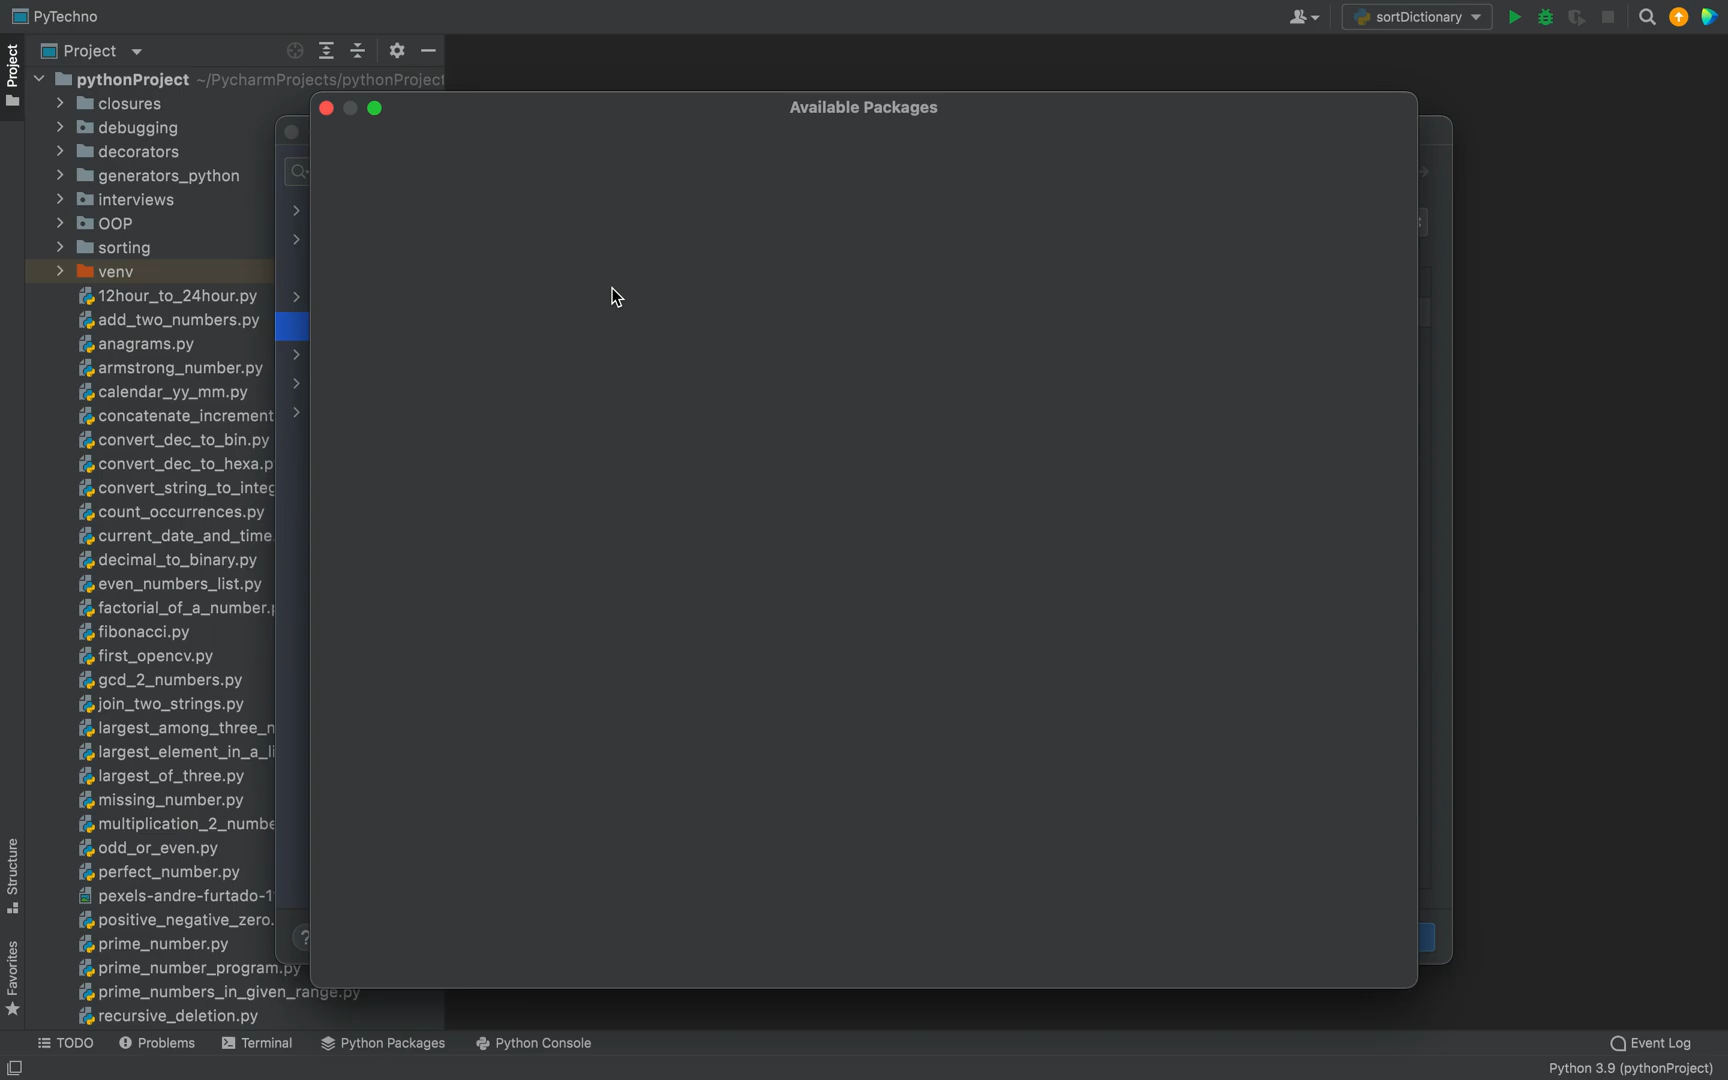 PyTechno
sortDictionary
Project
Project
pythonProject ~/PycharmProjects/pythonProject
Available Packages
closures
debugging
decorators
generators_python
interviews
OOP
sorting
venv
12hour_to_24hour.py
add_two_numbers.py
anagrams.py
armstrong_number.py
calendar_yy_mm.py
concatenate_increment
convert_dec_to_bin.py
convert_dec_to_hexa.p
convert_string_to_integ
count_occurrences.py
current_date_and_time.
decimal_to_binary.py
even_numbers_list.py
factorial_of_a_number.p
fibonacci.py
first_opencv.py
gcd_2_numbers.py
join_two_strings.py
largest_among_three_n
largest_element_in_a_li
largest_of_three.py
missing_number.py
multiplication_2_numbe
odd_or_even.py
perfect_number.py
pexels-andre-furtado-1
positive_negative_zero.
prime_number.py
prime_number_program.py
prime_numbers_in_given_range.py
recursive_deletion.py
Structure
Favorites
?
TODO
Problems
Terminal
Python Packages
Python Console
Event Log
Python 3.9 (pythonProject)